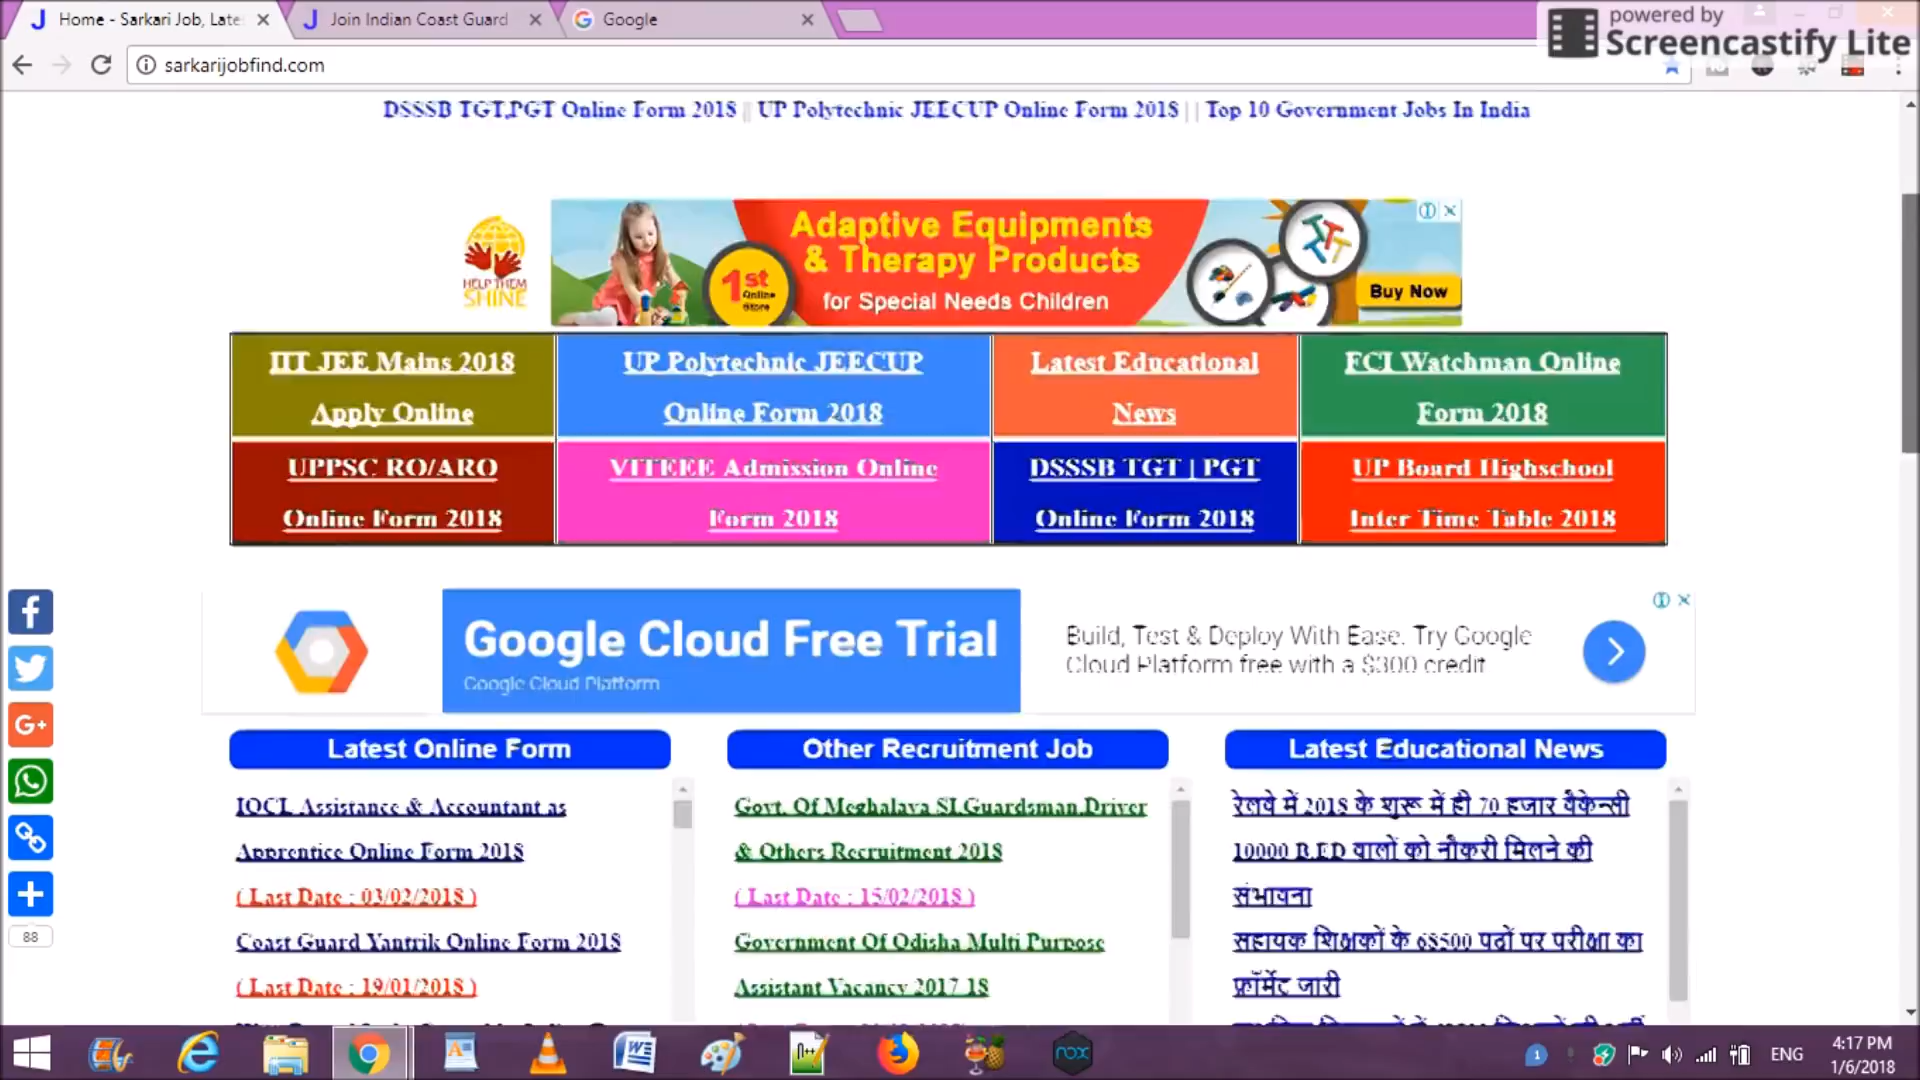 Home - Sarkari Job, Late
Join Indian Coast Guard
Google
powered by
Screencastify Lite
sarkarijobfind.com
DSSSB TGT,PGT Online Form 2018 || UP Polytechnic JEECUP Online Form 2018 || Top 10 Government Jobs In India
HELP THEM
SHINE
1st
Online
Store
Adaptive Equipments
& Therapy Products
for Special Needs Children
Buy Now
IIT JEE Mains 2018
Apply Online
UP Polytechnic JEECUP
Online Form 2018
Latest Educational
News
FCI Watchman Online
Form 2018
UPPSC RO/ARO
Online Form 2018
VITEEE Admission Online
Form 2018
DSSSB TGT | PGT
Online Form 2018
UP Board Highschool
Inter Time Table 2018
Google Cloud Free Trial
Google Cloud Platform
Build, Test & Deploy With Ease. Try Google
Cloud Platform free with a $300 credit
Latest Online Form
IOCL Assistance & Accountant as
Apprentice Online Form 2018
( Last Date : 03/02/2018 )
Coast Guard Yantrik Online Form 2018
( Last Date : 19/01/2018 )
Other Recruitment Job
Govt. Of Meghalaya SI,Guardsman,Driver
& Others Recruitment 2018
( Last Date : 15/02/2018 )
Government Of Odisha Multi Purpose
Assistant Vacancy 2017-18
Latest Educational News
रेलवे में 2018 के शुरू में ही 70 हजार वैकेन्सी
10000 B.ED वालों को नौकरी मिलने की
संभावना
सहायक शिक्षकों के 68500 पदों पर परीक्षा का
फ़ॉर्मेट जारी
88
G+
ENG
4:17 PM
1/6/2018